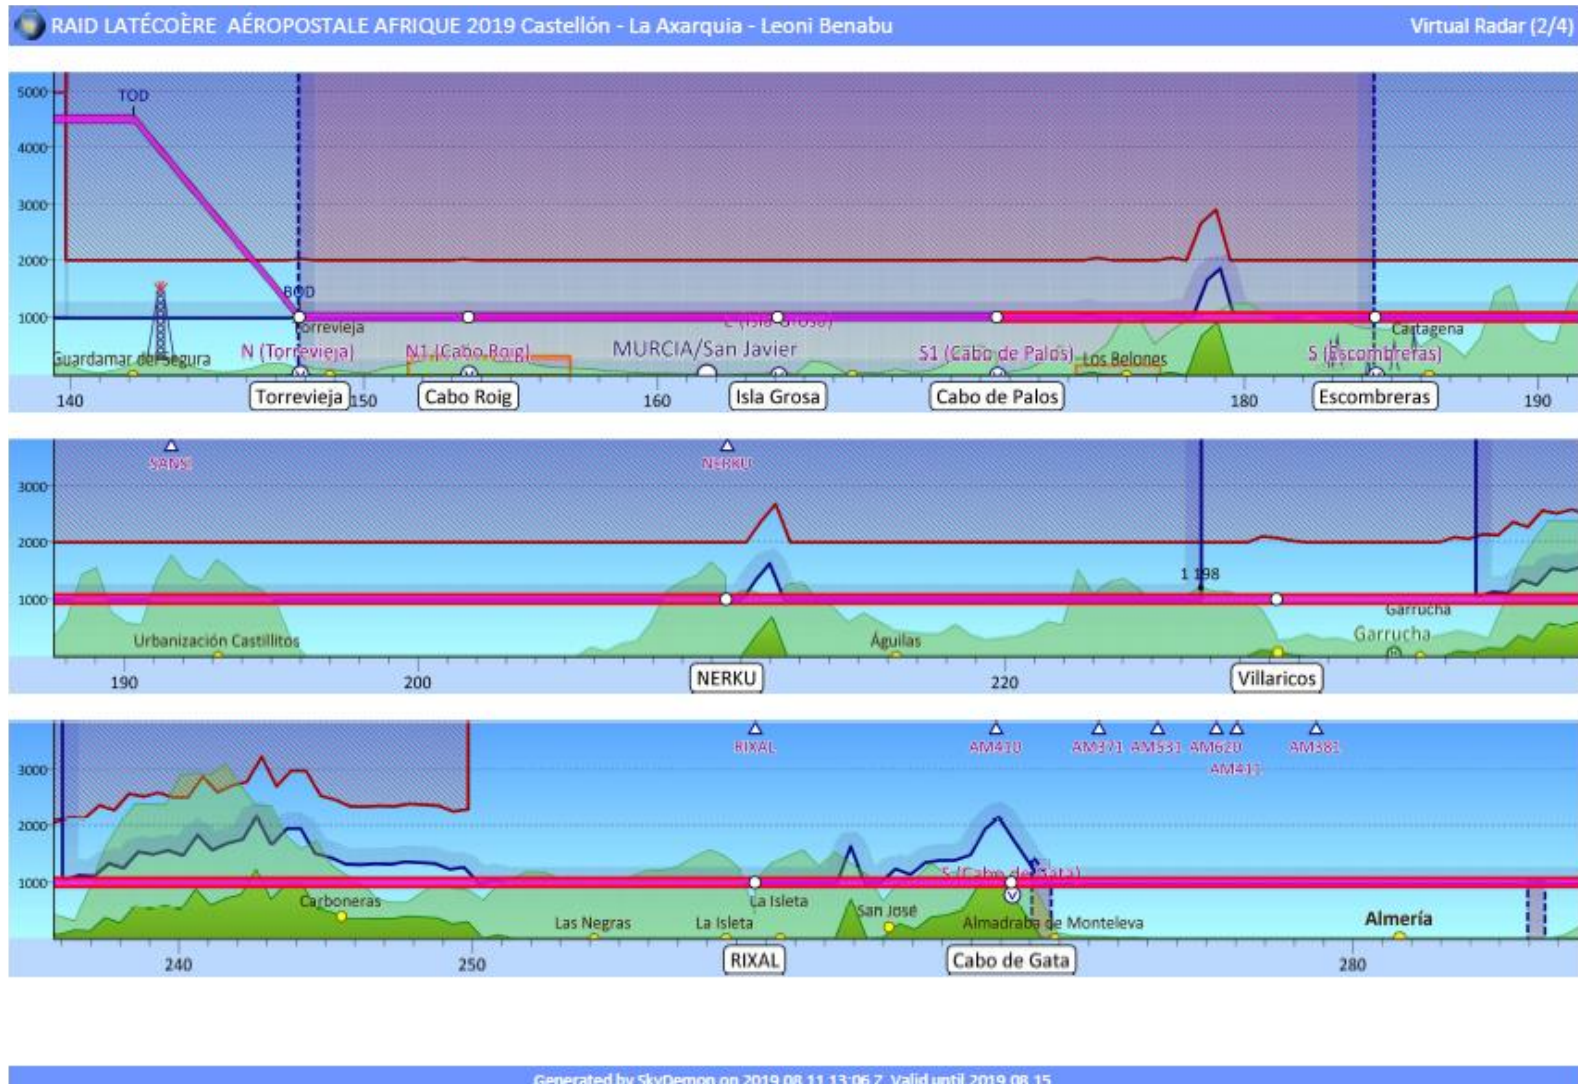 RAID LATÉCOÈRE AÉROPOSTALE AFRIQUE 2019 Castellón - La Axarquia - Leoni Benabu
Virtual Radar (2/4)
5000
TOD
4000
3000
2000
BOD
1000
Torrevieja
Cartagena
Guardamar del Segura
N (Torrevieja)
N1 (Cabo Roig)
MURCIA/San Javier
S1 (Cabo de Palos)
Los Belones
S (Escombreras)
140
Torrevieja
150
Cabo Roig
160
Isla Grosa
Cabo de Palos
180
Escombreras
190
SANSI
NERKU
3000
2000
1 198
1000
Garrucha
Urbanización Castillitos
Águilas
Garrucha
190
200
NERKU
220
Villaricos
RIXAL
AM410
AM371
AM531
AM620
AM381
AM411
3000
2000
1000
S (Cabo de Gata)
Carboneras
La Isleta
Las Negras
La Isleta
San José
Almadraba de Monteleva
Almería
240
250
RIXAL
Cabo de Gata
280
Generated by SkyDemon on 2019 08 11 13:06 Z. Valid until 2019 08 15